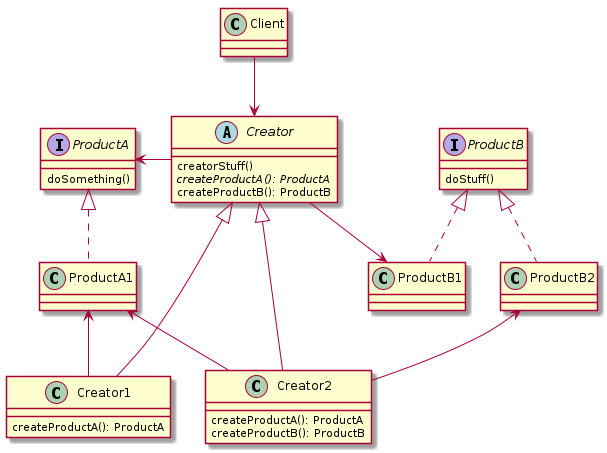 C Client
I ProductA
doSomething()
A Creator
creatorStuff()
createProductA(): ProductA
createProductB(): ProductB
I ProductB
doStuff()
C ProductA1
C ProductB1
C ProductB2
C Creator1
createProductA(): ProductA
C Creator2
createProductA(): ProductA
createProductB(): ProductB